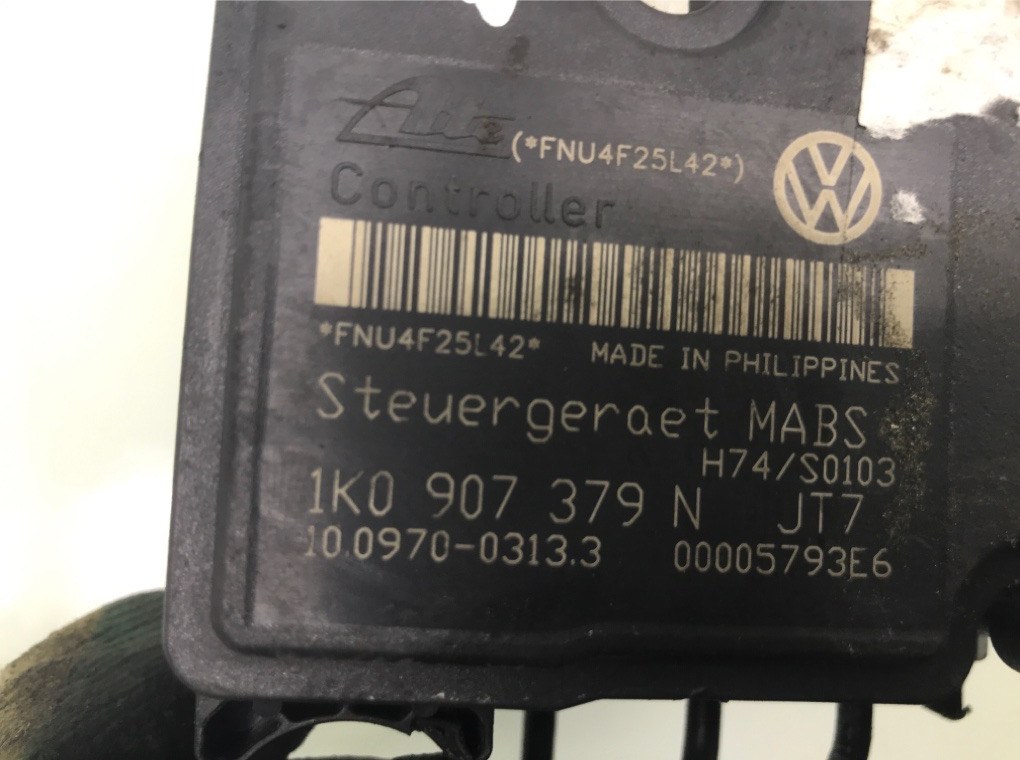 Ate
(*FNU4F25L42*)
Controller
*FNU4F25L42* MADE IN PHILIPPINES
Steuergeraet MABS
H74/S0103
1K0 907 379 N JT7
10.0970-0313.3 00005793E6